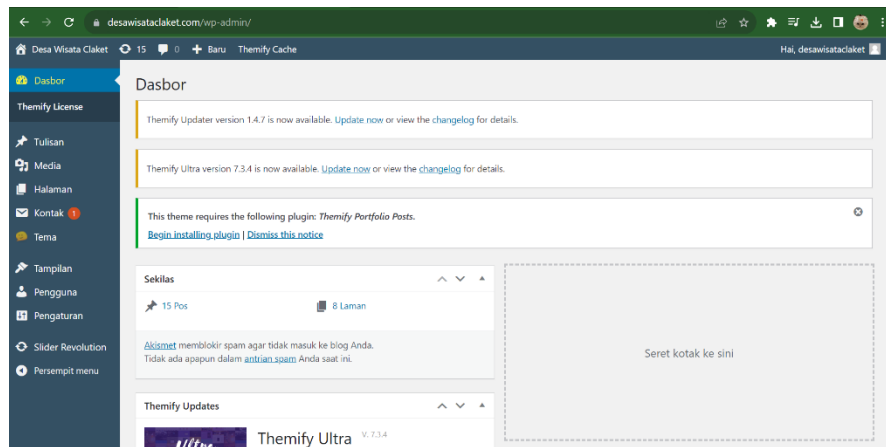 desawisataclaket.com/wp-admin/
Desa Wisata Claket 15 0 Baru Themify Cache Hai, desawisataclaket
Dasbor
Themify License
Tulisan
Media
Halaman
Kontak 1
Tema
Tampilan
Pengguna
Pengaturan
Slider Revolution
Persempit menu
Dasbor
Themify Updater version 1.4.7 is now available. Update now or view the changelog for details.
Themify Ultra version 7.3.4 is now available. Update now or view the changelog for details.
This theme requires the following plugin: Themify Portfolio Posts.
Begin installing plugin | Dismiss this notice
Sekilas
15 Pos 8 Laman
Akismet memblokir spam agar tidak masuk ke blog Anda.
Tidak ada apapun dalam antrian spam Anda saat ini.
Seret kotak ke sini
Themify Updates
Ultra
Themify Ultra V. 7.3.4